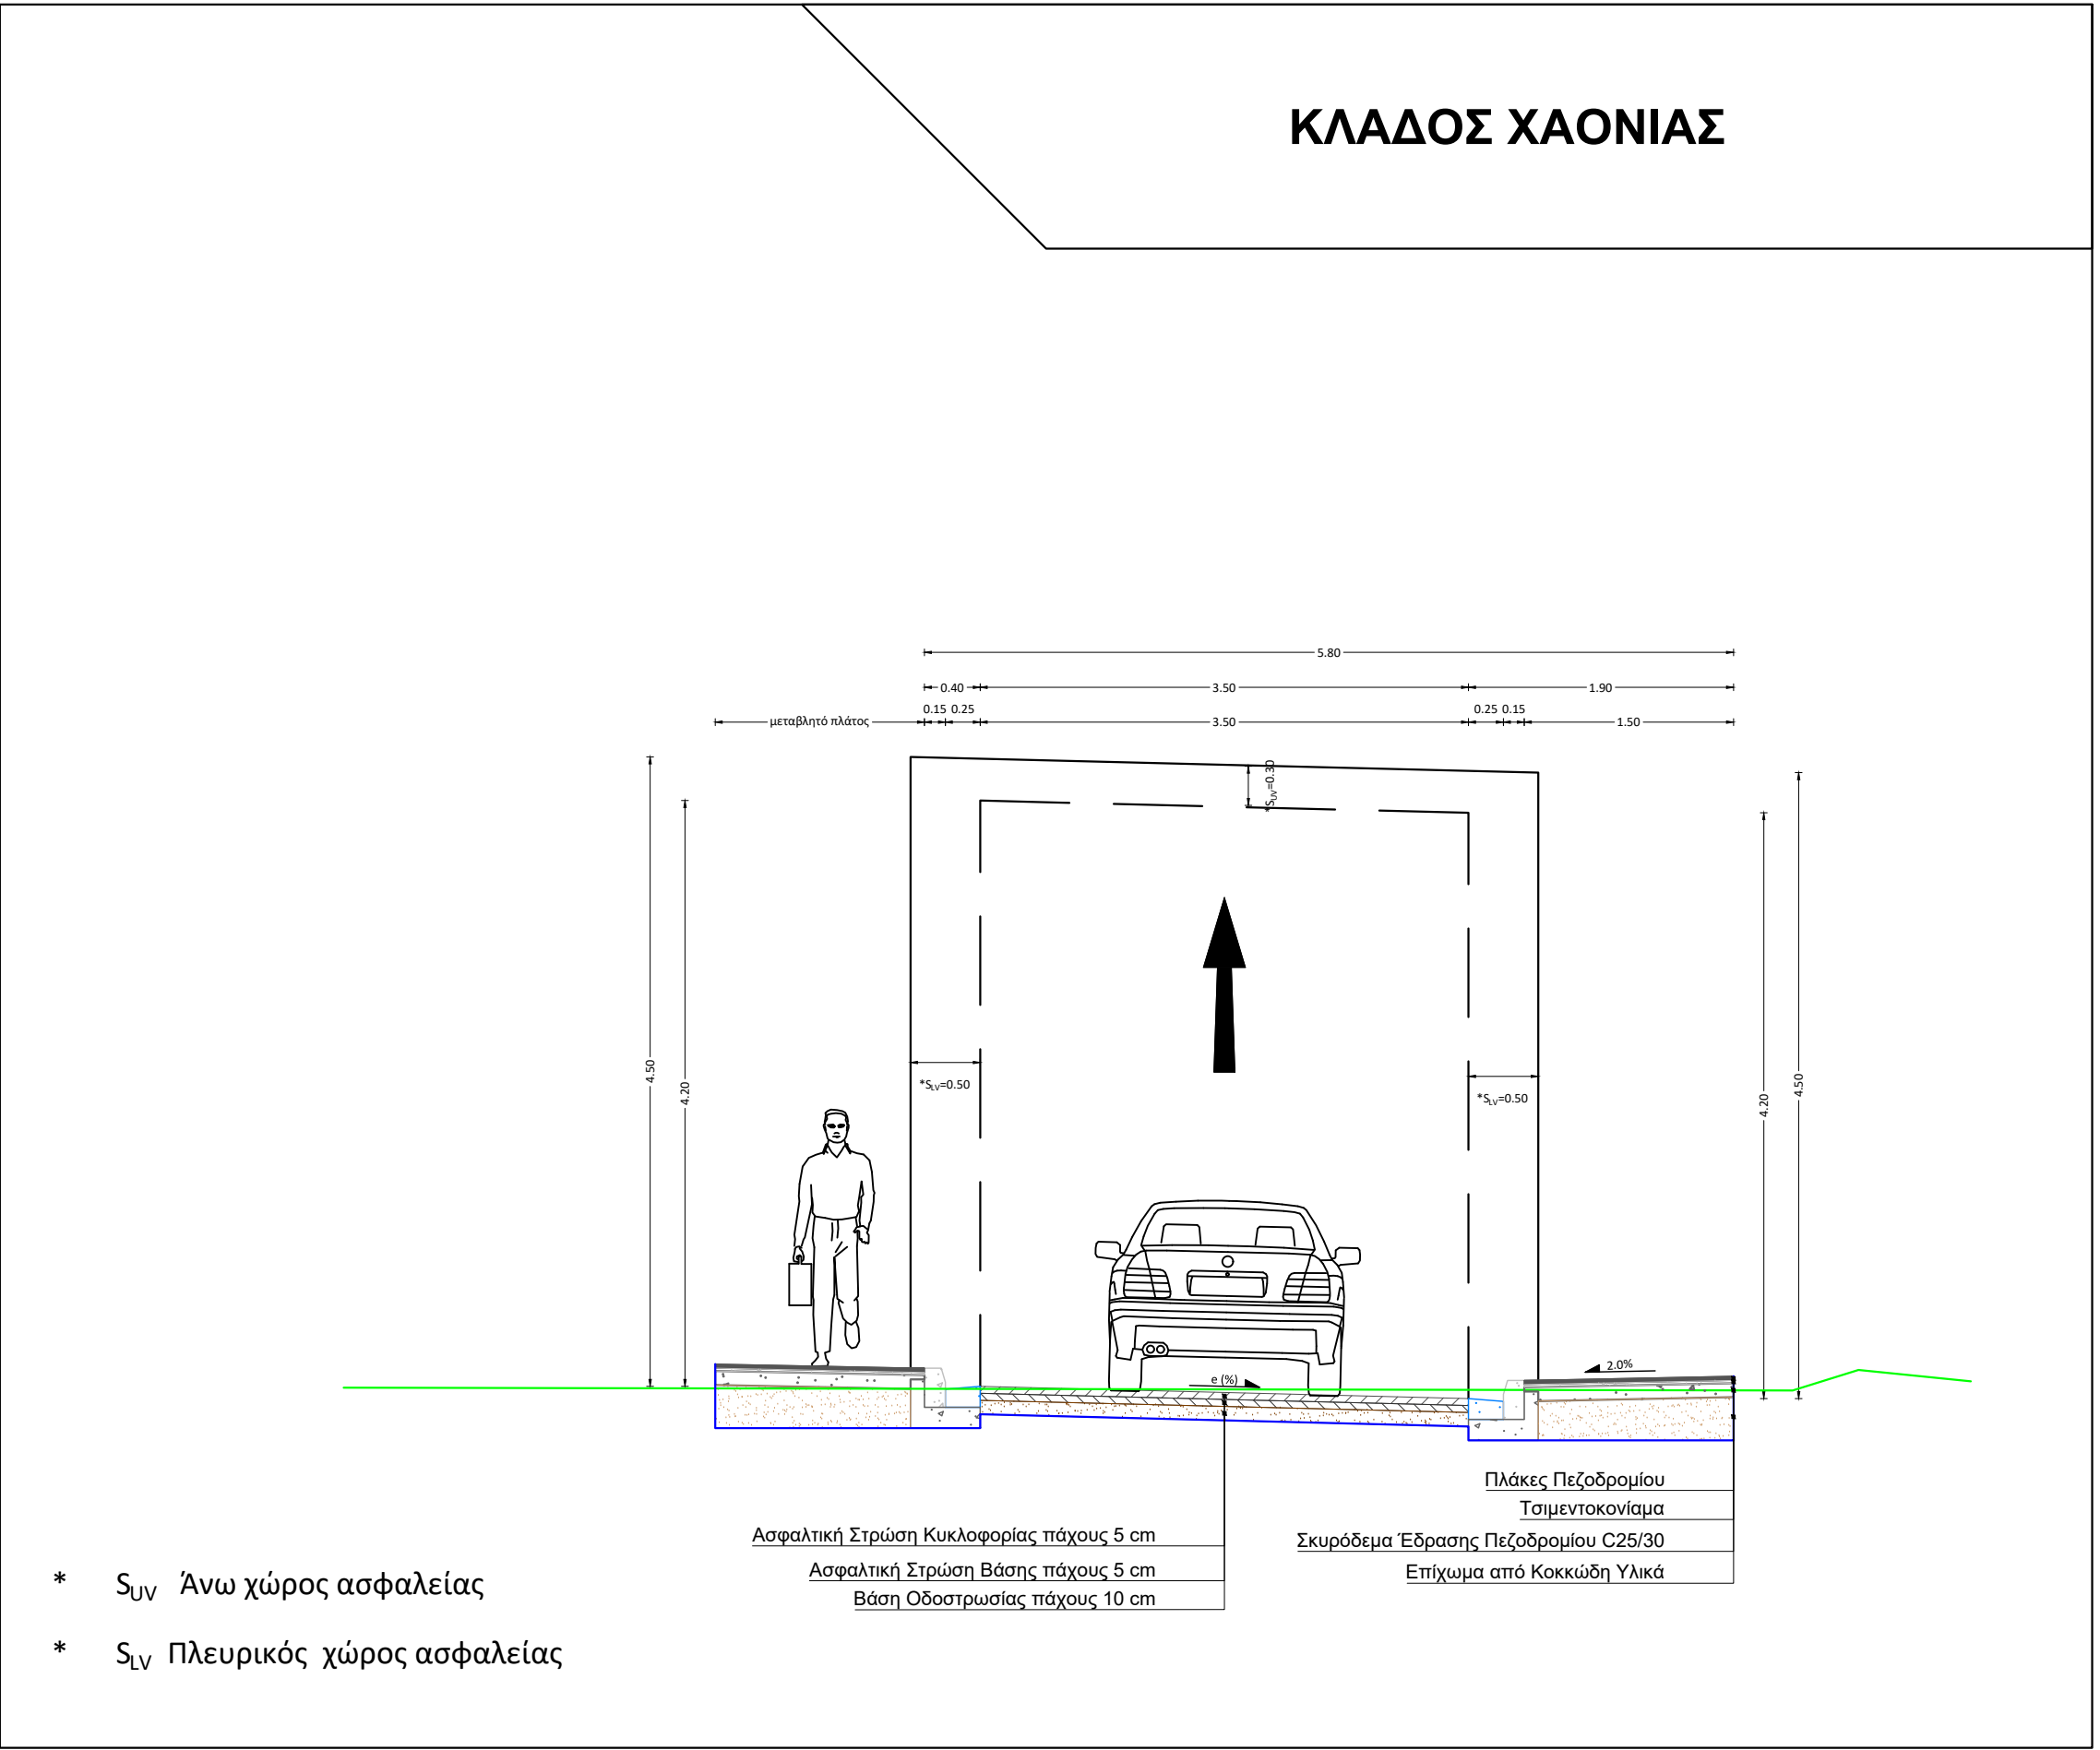 ΚΛΑΔΟΣ ΧΑΟΝΙΑΣ
5.80
0.40 3.50 1.90
μεταβλητό πλάτος 0.15 0.25 3.50 0.25 0.15 1.50
*SUV=0.30
4.50
4.20
*SLV=0.50
*SLV=0.50
4.20
4.50
e (%)
2.0%
Πλάκες Πεζοδρομίου
Τσιμεντοκονίαμα
Σκυρόδεμα Έδρασης Πεζοδρομίου C25/30
Επίχωμα από Κοκκώδη Υλικά
Ασφαλτική Στρώση Κυκλοφορίας πάχους 5 cm
Ασφαλτική Στρώση Βάσης πάχους 5 cm
Βάση Οδοστρωσίας πάχους 10 cm
* SUV Άνω χώρος ασφαλείας
* SLV Πλευρικός χώρος ασφαλείας